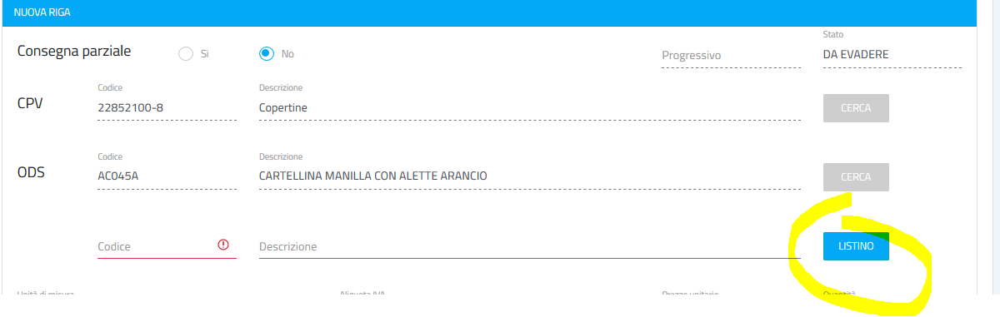 NUOVA RIGA
Stato
Consegna parziale Si No Progressivo DA EVADERE
Codice Descrizione
CPV 22852100-8 Copertine CERCA
Codice Descrizione
ODS AC045A CARTELLINA MANILLA CON ALETTE ARANCIO CERCA
Codice Descrizione LISTINO
Unità di misura Aliquota IVA Prezzo unitario Quantità